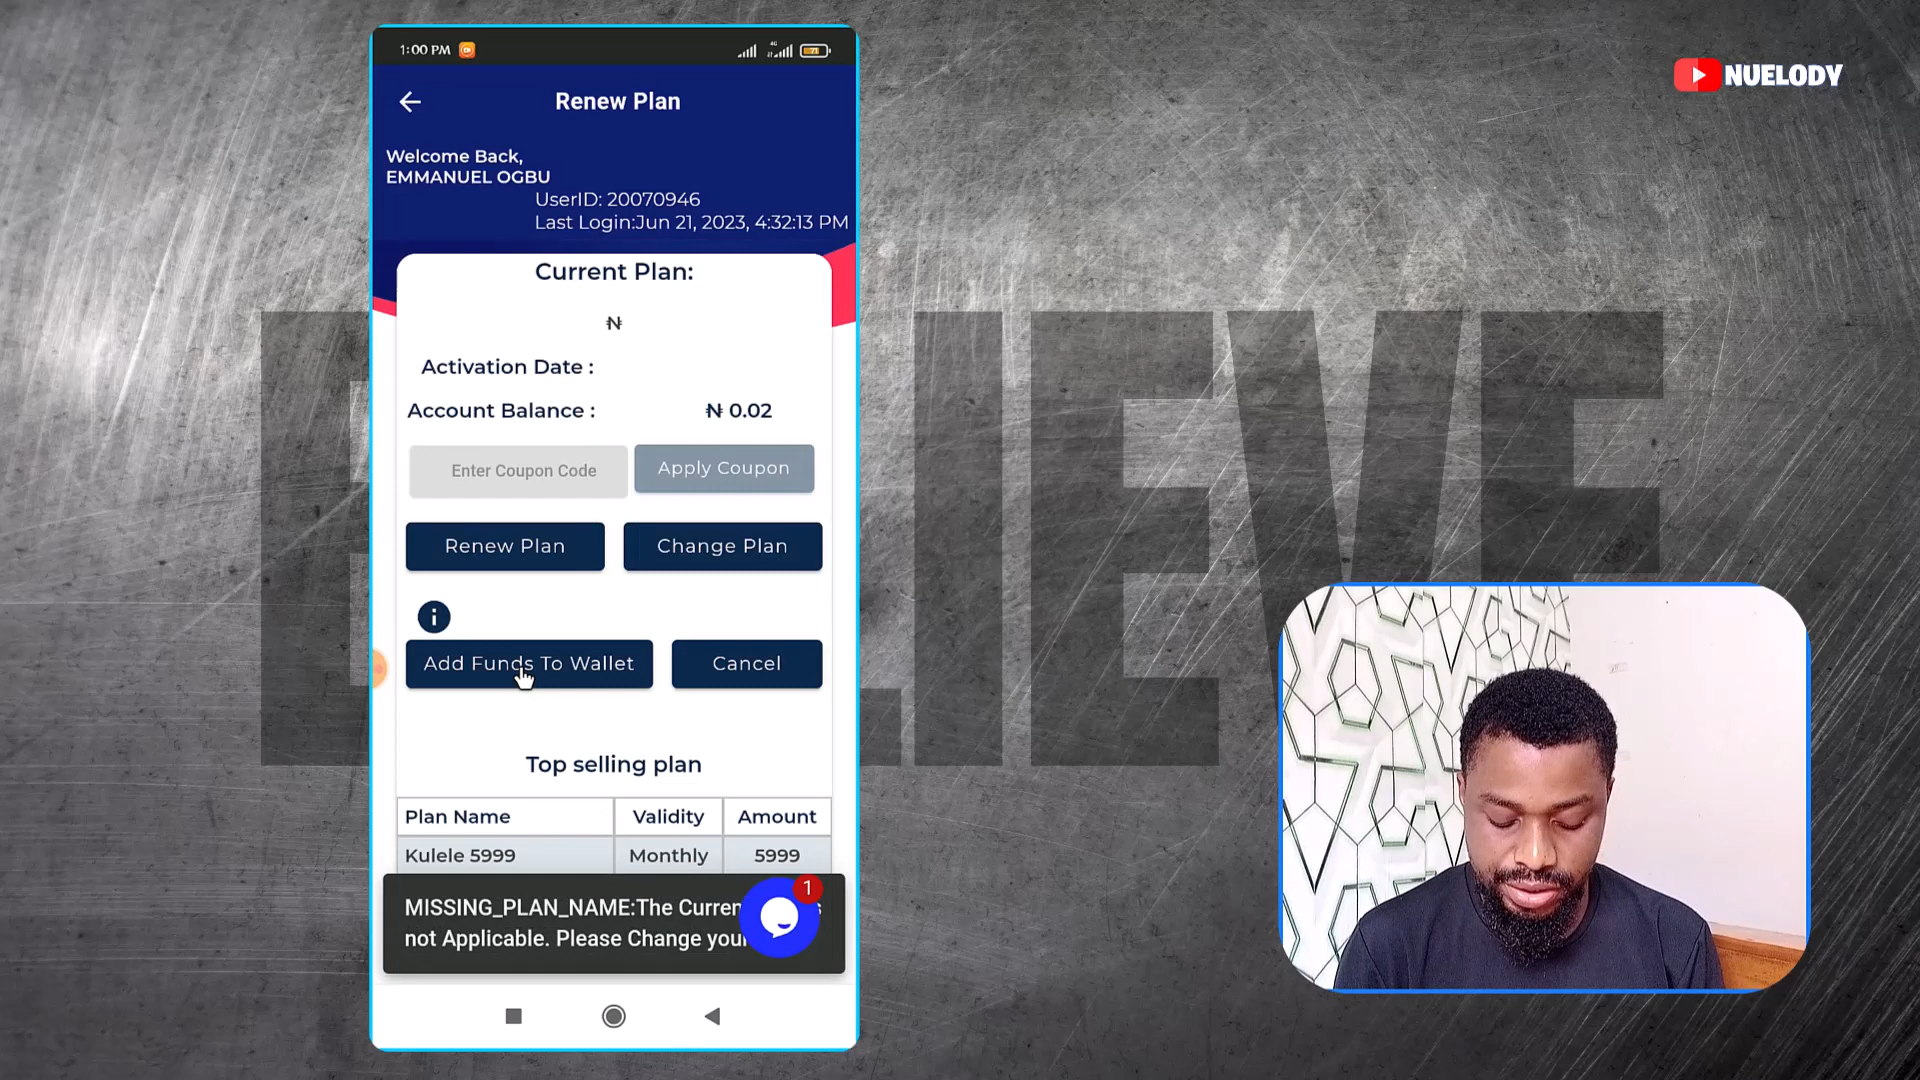 1:00 PM
4G
71
NUELODY
Renew Plan
Welcome Back,
EMMANUEL OGBU
UserID: 20070946
Last Login:Jun 21, 2023, 4:32:13 PM
Current Plan:
₦
Activation Date :
Account Balance : ₦ 0.02
Enter Coupon Code
Apply Coupon
Renew Plan
Change Plan
i
Add Funds To Wallet
Cancel
Top selling plan
Plan Name Validity Amount
Kulele 5999 Monthly 5999
1
MISSING_PLAN_NAME:The
not Applicable. Please Change